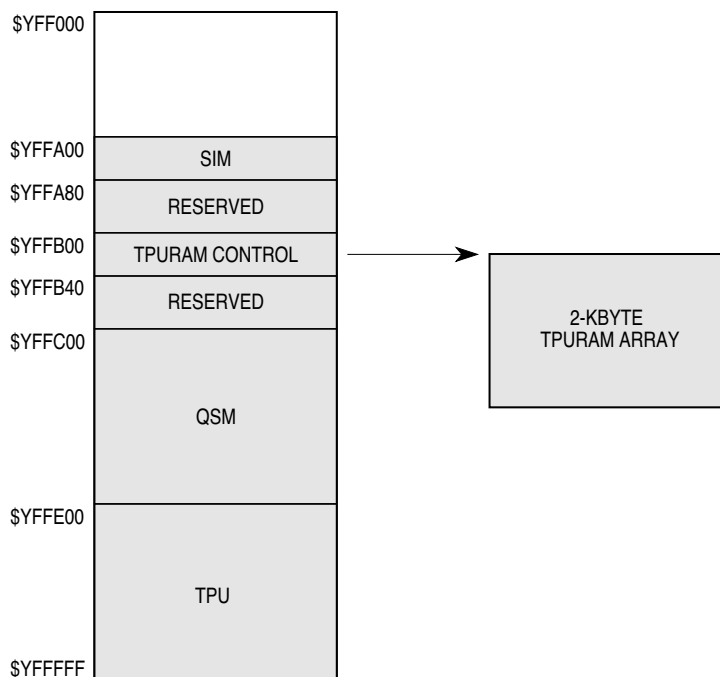 $YFF000
$YFFA00
SIM
$YFFA80
RESERVED
$YFFB00
TPURAM CONTROL
$YFFB40
RESERVED
2-KBYTE
TPURAM ARRAY
$YFFC00
QSM
$YFFE00
TPU
$YFFFFF